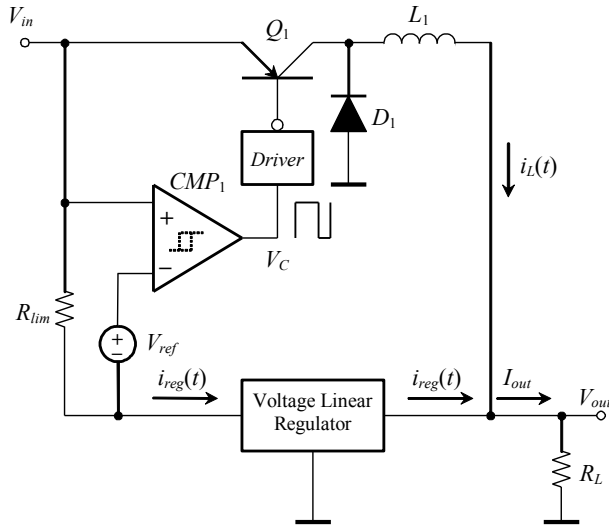 V_in
Q_1
L_1
D_1
Driver
i_L(t)
CMP_1
+
−
V_C
R_lim
+
−
V_ref
i_reg(t)
i_reg(t)
I_out
V_out
Voltage Linear
Regulator
R_L